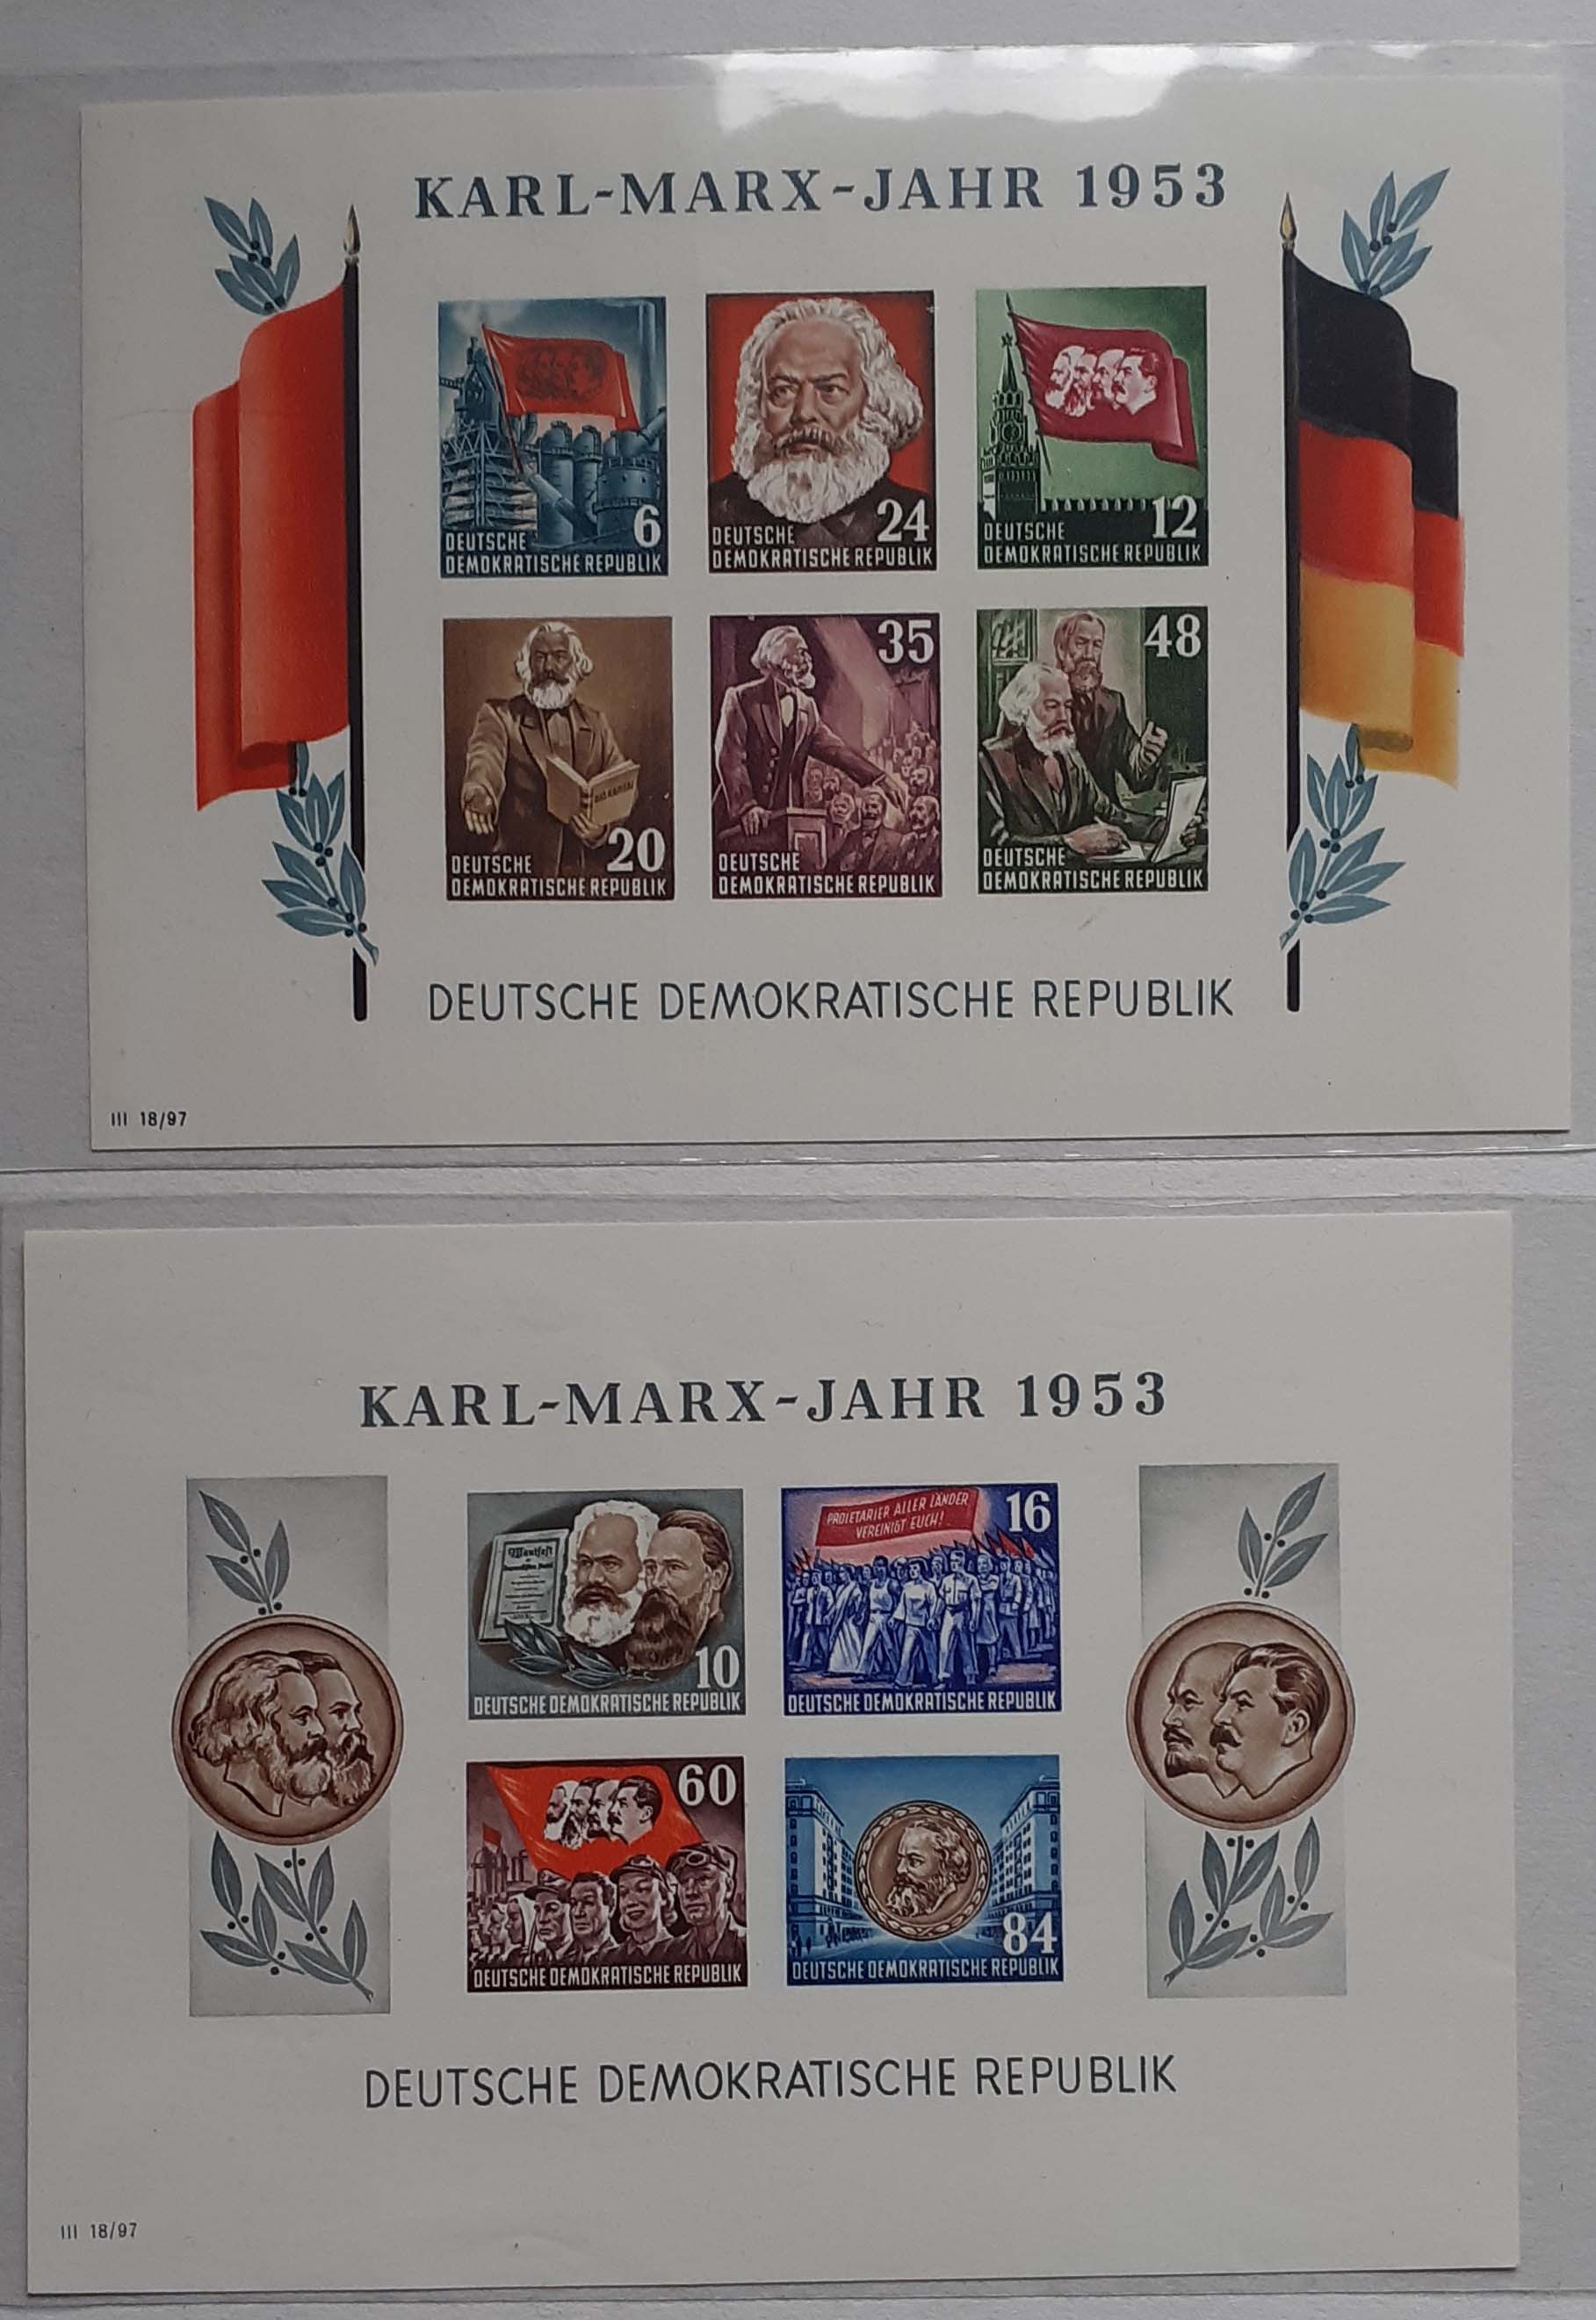 KARL-MARX-JAHR 1953
6
DEUTSCHE
DEMOKRATISCHE REPUBLIK
24
DEUTSCHE
DEMOKRATISCHE REPUBLIK
12
DEUTSCHE
DEMOKRATISCHE REPUBLIK
DAS KAPITAL
20
DEUTSCHE
DEMOKRATISCHE REPUBLIK
35
DEUTSCHE
DEMOKRATISCHE REPUBLIK
48
DEUTSCHE
DEMOKRATISCHE REPUBLIK
DEUTSCHE DEMOKRATISCHE REPUBLIK
III 18/97
KARL-MARX-JAHR 1953
10
DEUTSCHE DEMOKRATISCHE REPUBLIK
PROLETARIER ALLER LÄNDER
VEREINIGT EUCH!
16
DEUTSCHE DEMOKRATISCHE REPUBLIK
60
DEUTSCHE DEMOKRATISCHE REPUBLIK
84
DEUTSCHE DEMOKRATISCHE REPUBLIK
DEUTSCHE DEMOKRATISCHE REPUBLIK
III 18/97